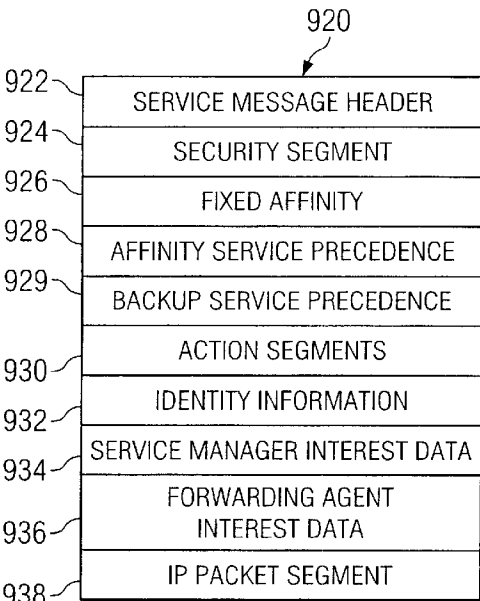 920
922 SERVICE MESSAGE HEADER
924 SECURITY SEGMENT
926 FIXED AFFINITY
928 AFFINITY SERVICE PRECEDENCE
929 BACKUP SERVICE PRECEDENCE
930 ACTION SEGMENTS
932 IDENTITY INFORMATION
934 SERVICE MANAGER INTEREST DATA
936 FORWARDING AGENT
INTEREST DATA
938 IP PACKET SEGMENT